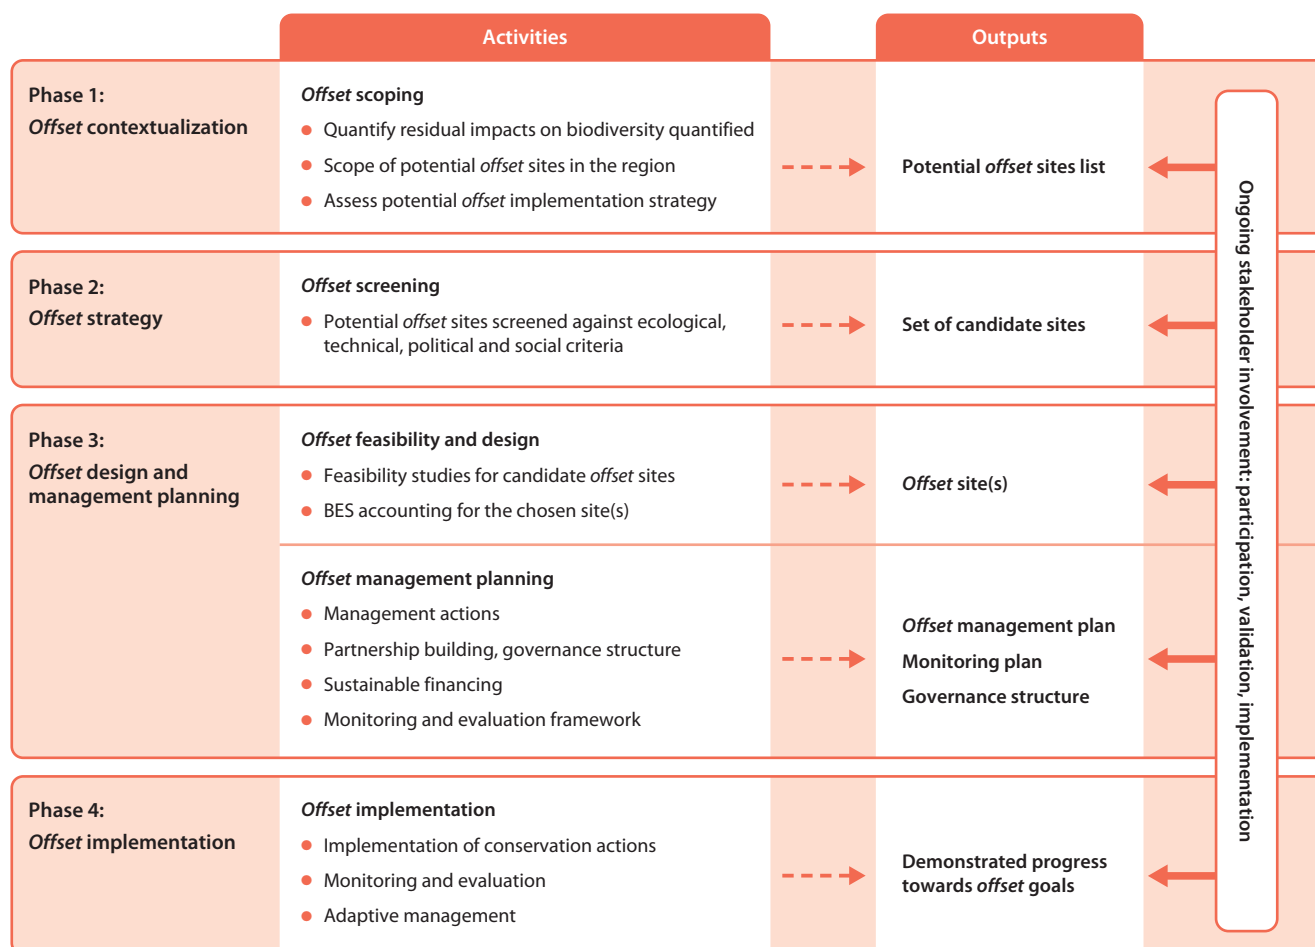 Activities
Outputs
Phase 1:
Offset contextualization
Offset scoping
Quantify residual impacts on biodiversity quantified
Scope of potential offset sites in the region
Assess potential offset implementation strategy
Potential offset sites list
Phase 2:
Offset strategy
Offset screening
Potential offset sites screened against ecological,
technical, political and social criteria
Set of candidate sites
Phase 3:
Offset design and
management planning
Offset feasibility and design
Feasibility studies for candidate offset sites
BES accounting for the chosen site(s)
Offset site(s)
Offset management planning
Management actions
Partnership building, governance structure
Sustainable financing
Monitoring and evaluation framework
Offset management plan
Monitoring plan
Governance structure
Phase 4:
Offset implementation
Offset implementation
Implementation of conservation actions
Monitoring and evaluation
Adaptive management
Demonstrated progress
towards offset goals
Ongoing stakeholder involvement: participation, validation, implementation